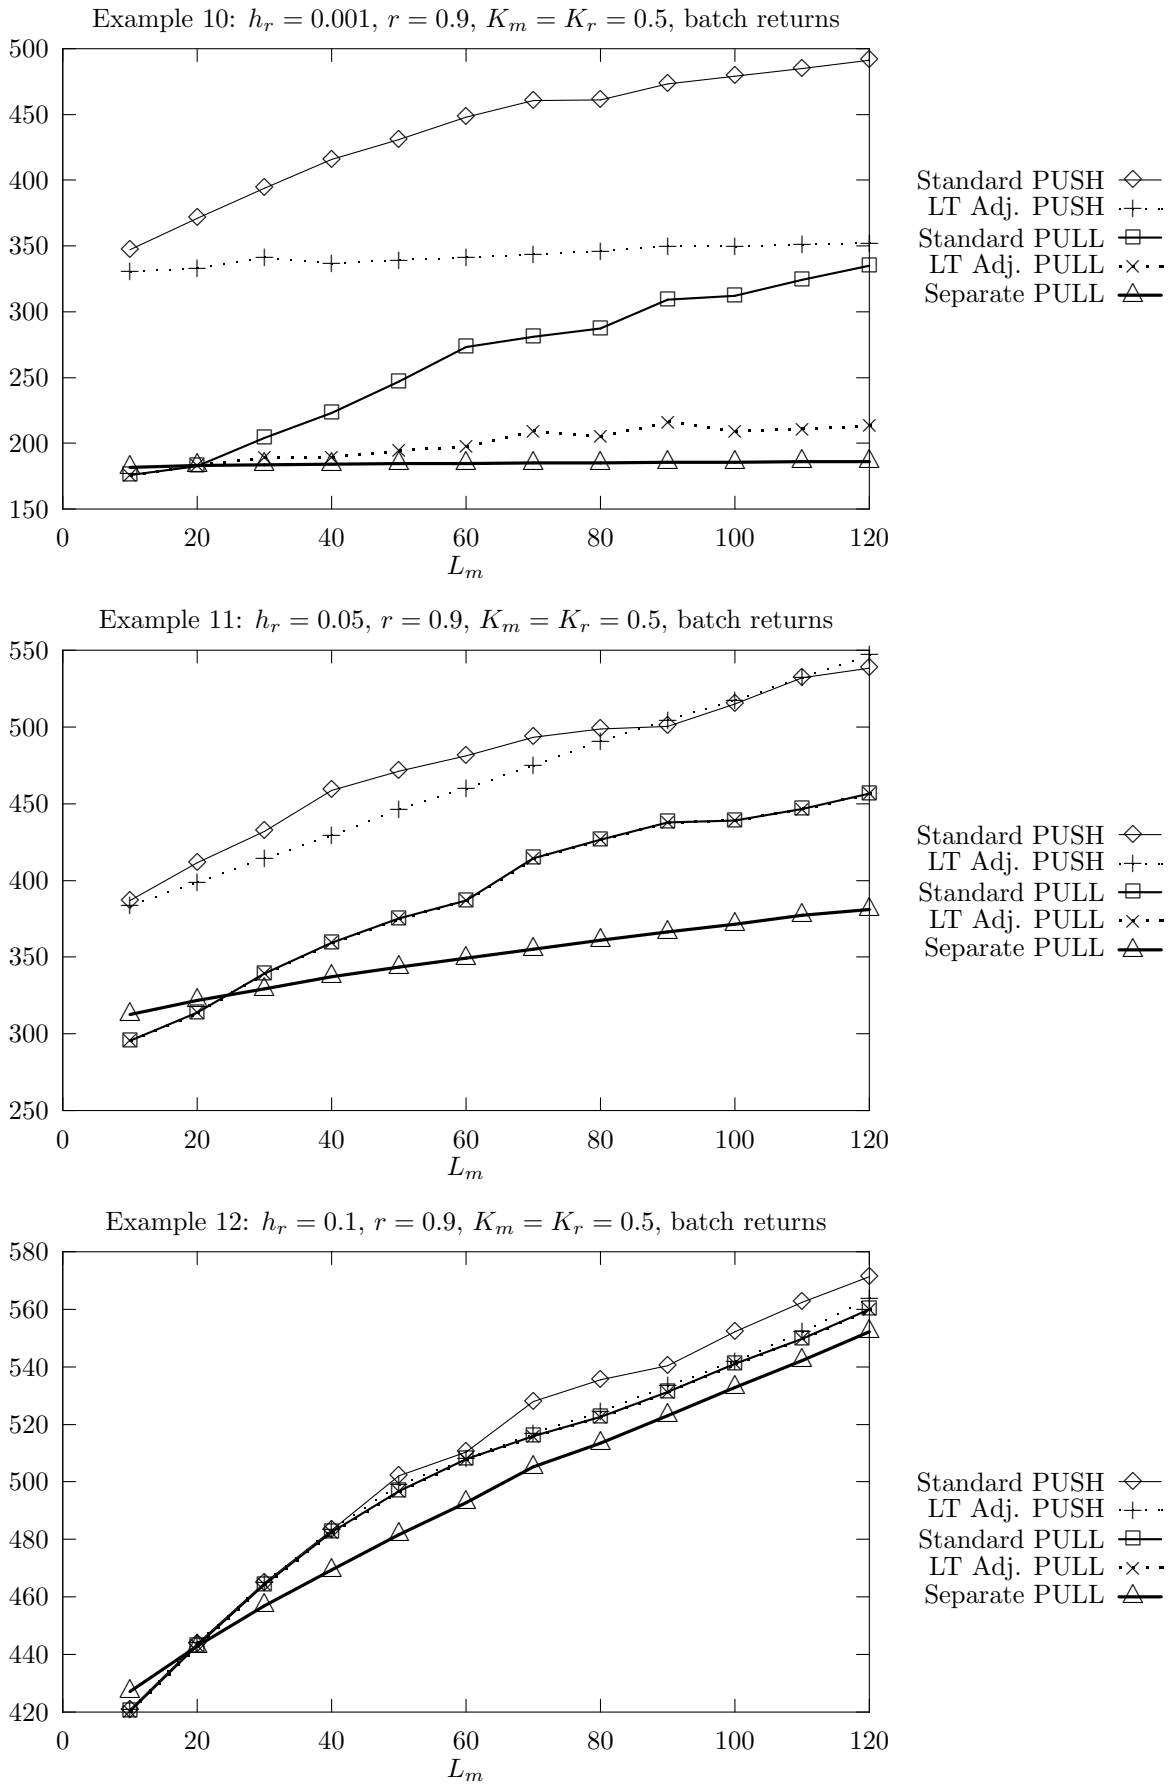 Example 10: h_r = 0.001, r = 0.9, K_m = K_r = 0.5, batch returns
500
450
400
350
300
250
200
150
0 20 40 60 80 100 120
L_m
Standard PUSH
LT Adj. PUSH
Standard PULL
LT Adj. PULL
Separate PULL
Example 11: h_r = 0.05, r = 0.9, K_m = K_r = 0.5, batch returns
550
500
450
400
350
300
250
0 20 40 60 80 100 120
L_m
Standard PUSH
LT Adj. PUSH
Standard PULL
LT Adj. PULL
Separate PULL
Example 12: h_r = 0.1, r = 0.9, K_m = K_r = 0.5, batch returns
580
560
540
520
500
480
460
440
420
0 20 40 60 80 100 120
L_m
Standard PUSH
LT Adj. PUSH
Standard PULL
LT Adj. PULL
Separate PULL